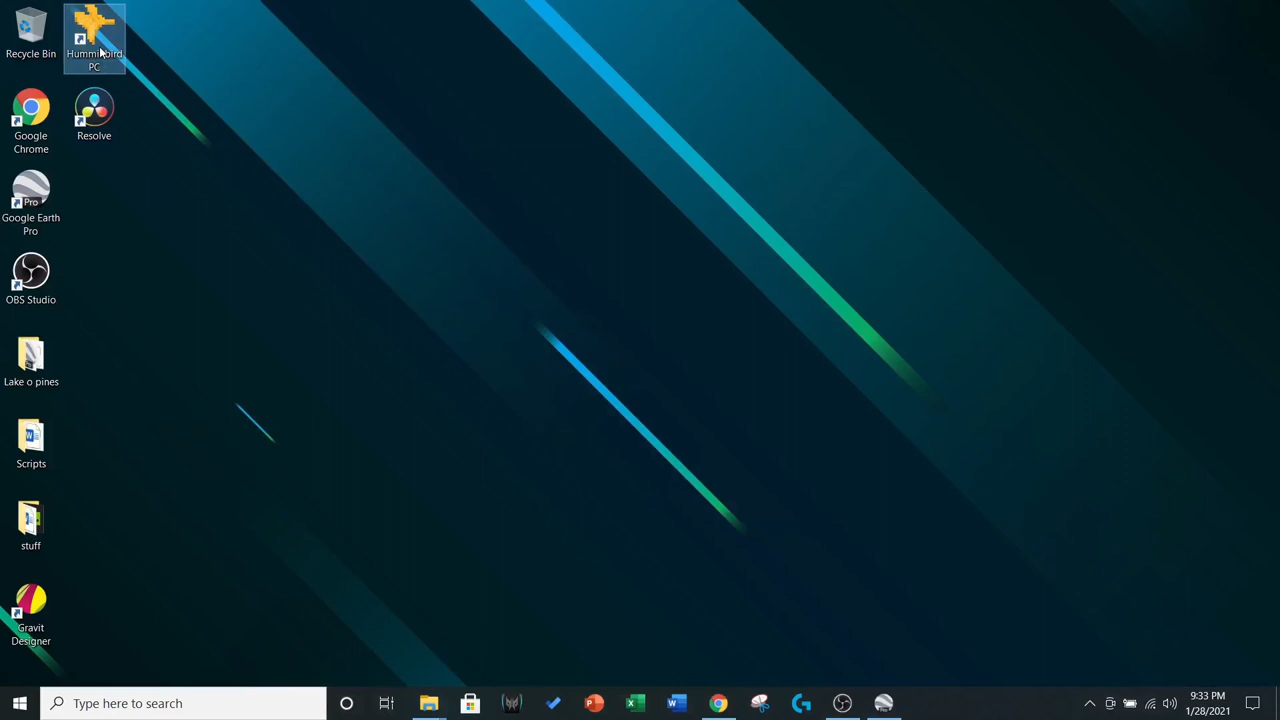 Recycle Bin
Hummingbird
PC
Google
Chrome
Resolve
Pro
Google Earth
Pro
OBS Studio
Lake o pines
Scripts
stuff
Gravit
Designer
Type here to search
9:33 PM
1/28/2021